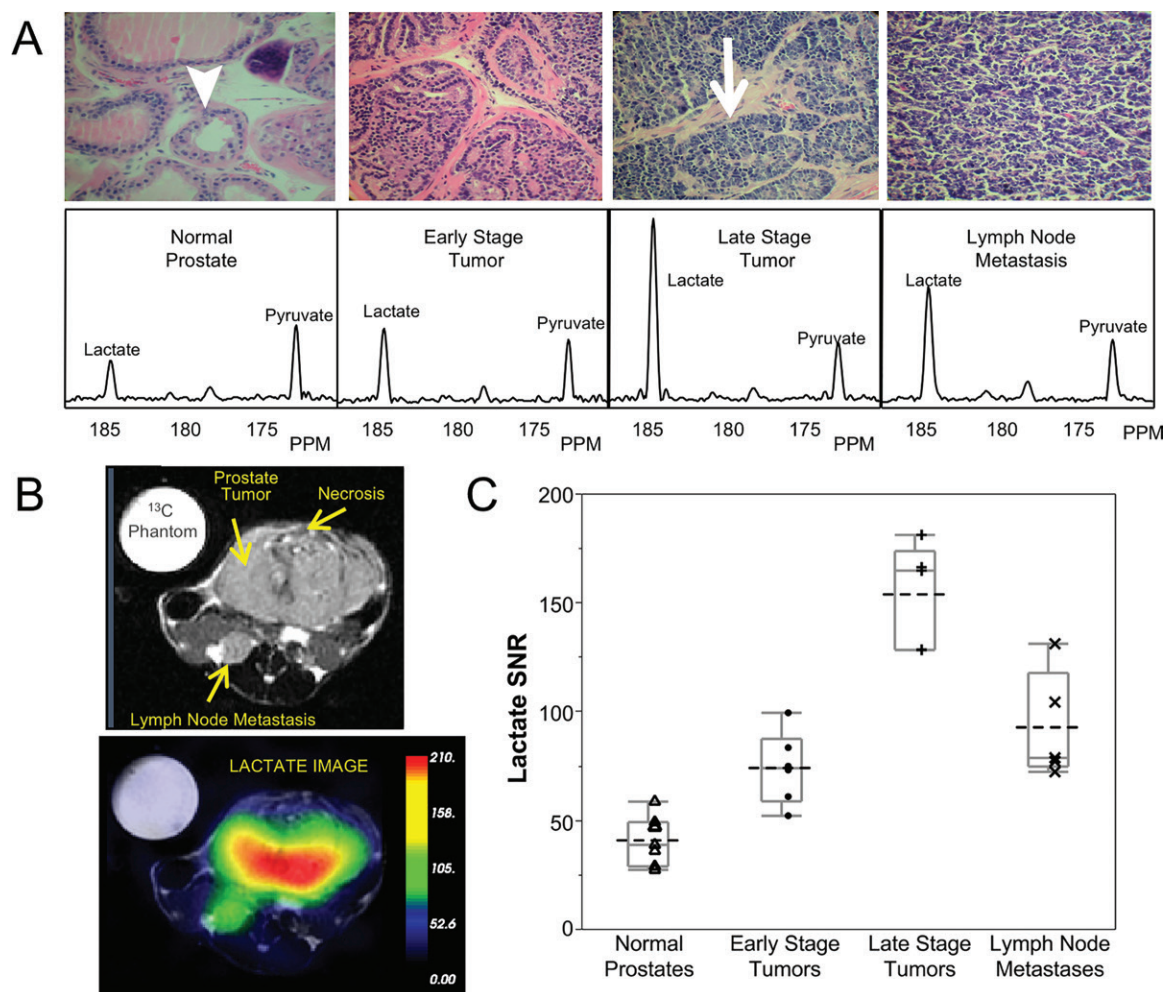 A
Normal
Prostate
Lactate
Pyruvate
Early Stage
Tumor
Lactate
Pyruvate
Late Stage
Tumor
Lactate
Pyruvate
Lymph Node
Metastasis
Lactate
Pyruvate
185 180 175 PPM
185 180 175 PPM
185 180 175 PPM
185 180 175 PPM
B
13C
Phantom
Prostate
Tumor
Necrosis
Lymph Node Metastasis
LACTATE IMAGE
210.
158.
105.
52.6
0.00
C
Lactate SNR
200
150
100
50
0
Normal
Prostates
Early Stage
Tumors
Late Stage
Tumors
Lymph Node
Metastases